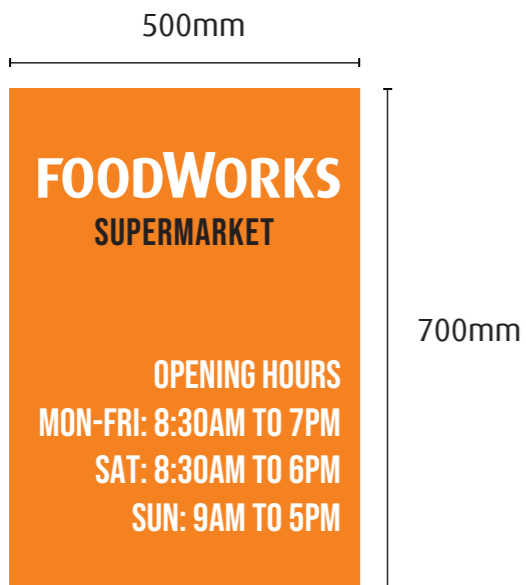 500mm
FOODWORKS
SUPERMARKET
700mm
OPENING HOURS
MON-FRI: 8:30AM TO 7PM
SAT: 8:30AM TO 6PM
SUN: 9AM TO 5PM